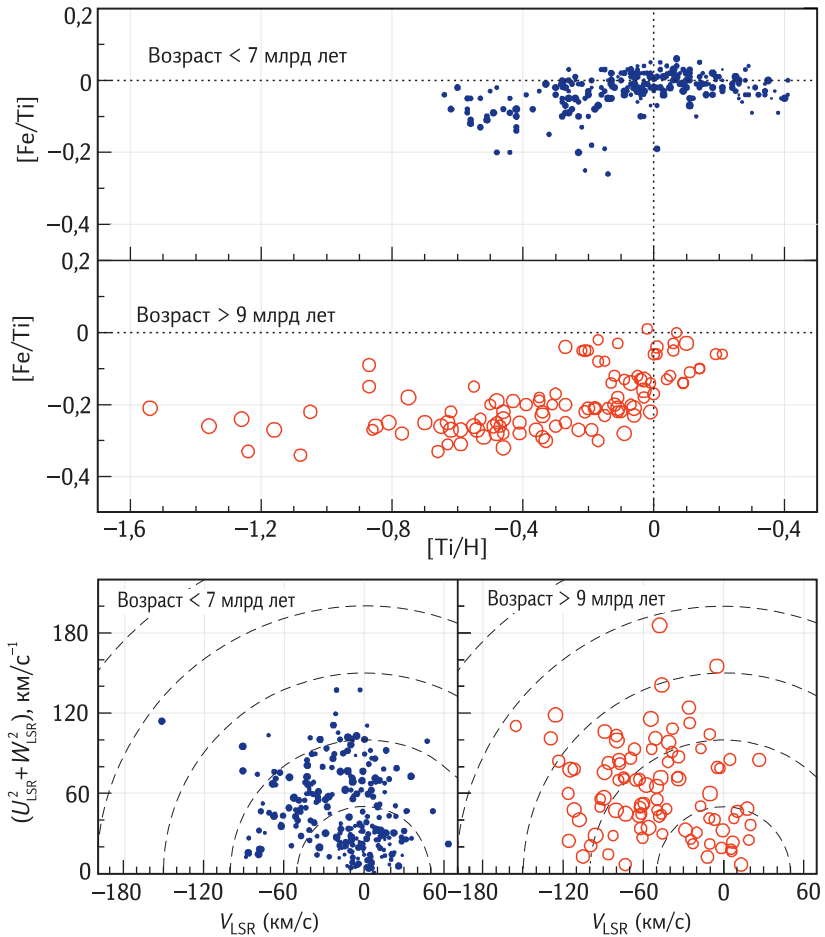 0,2
Возраст < 7 млрд лет
0
−0,2
−0,4
[Fe/Ti]
0,2
Возраст > 9 млрд лет
0
−0,2
−0,4
[Fe/Ti]
−1,6 −1,2 −0,8 −0,4 0 −0,4
[Ti/H]
Возраст < 7 млрд лет
Возраст > 9 млрд лет
180
120
60
0
(U²LSR + W²LSR), км/с⁻¹
−180 −120 −60 0 60 −180 −120 −60 0 60
VLSR (км/с) VLSR (км/с)